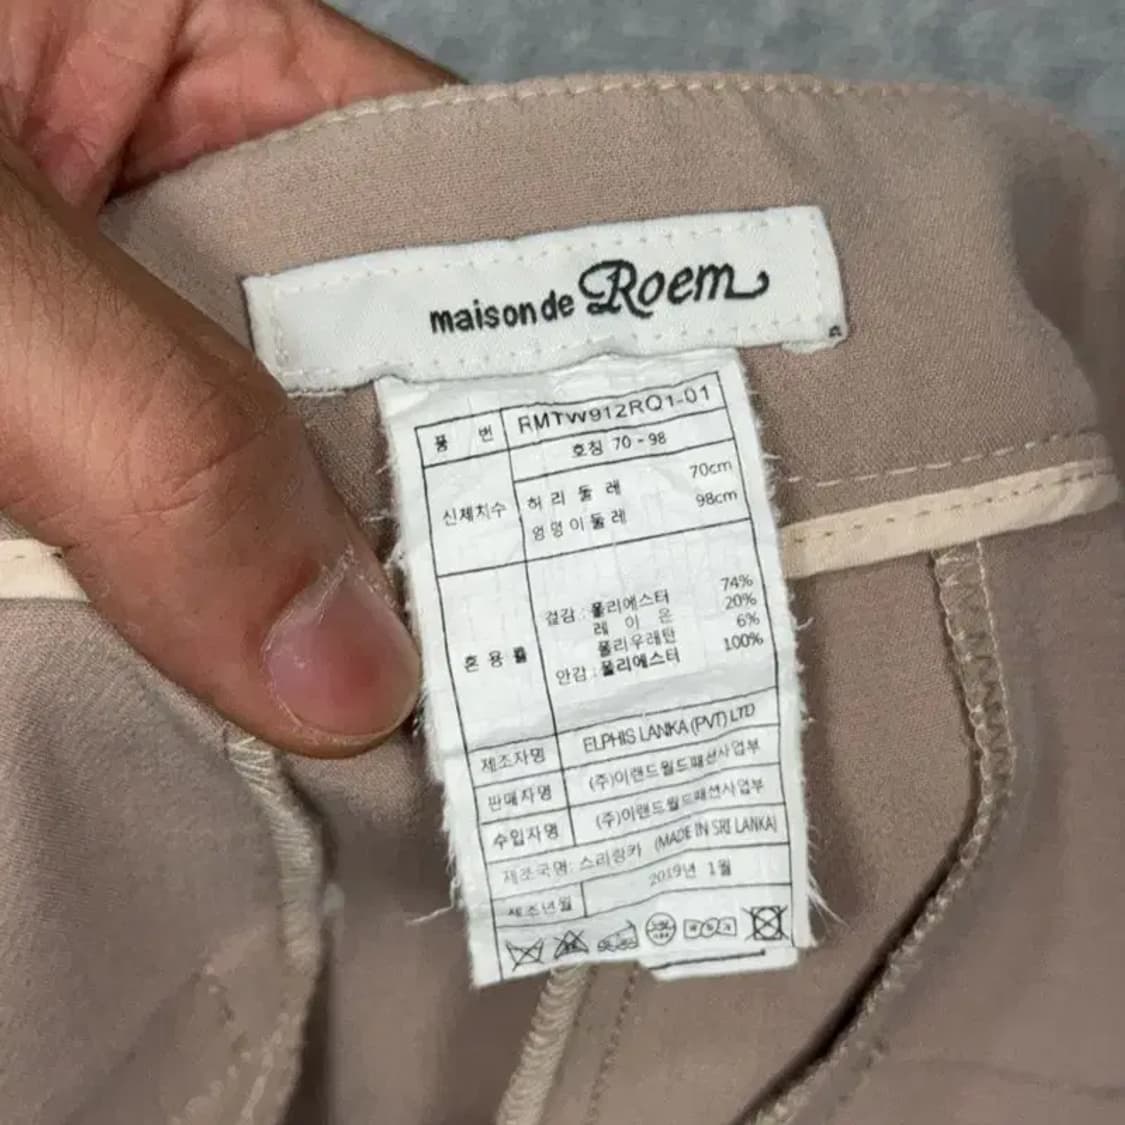 maison de Roem
품 번 RMTW912RQ1-01
호칭 70 - 98
신체치수 허 리 둘 레 70cm
엉덩이둘레 98cm
혼 용 률 겉감 : 폴리에스터 74%
레 이 온 20%
폴리우레탄 6%
안감 : 폴리에스터 100%
제조자명 ELPHIS LANKA (PVT) LTD
판매자명 (주)이랜드월드패션사업부
수입자명 (주)이랜드월드패션사업부
제조국명: 스리랑카 (MADE IN SRI LANKA)
제조년월 2019년 1월